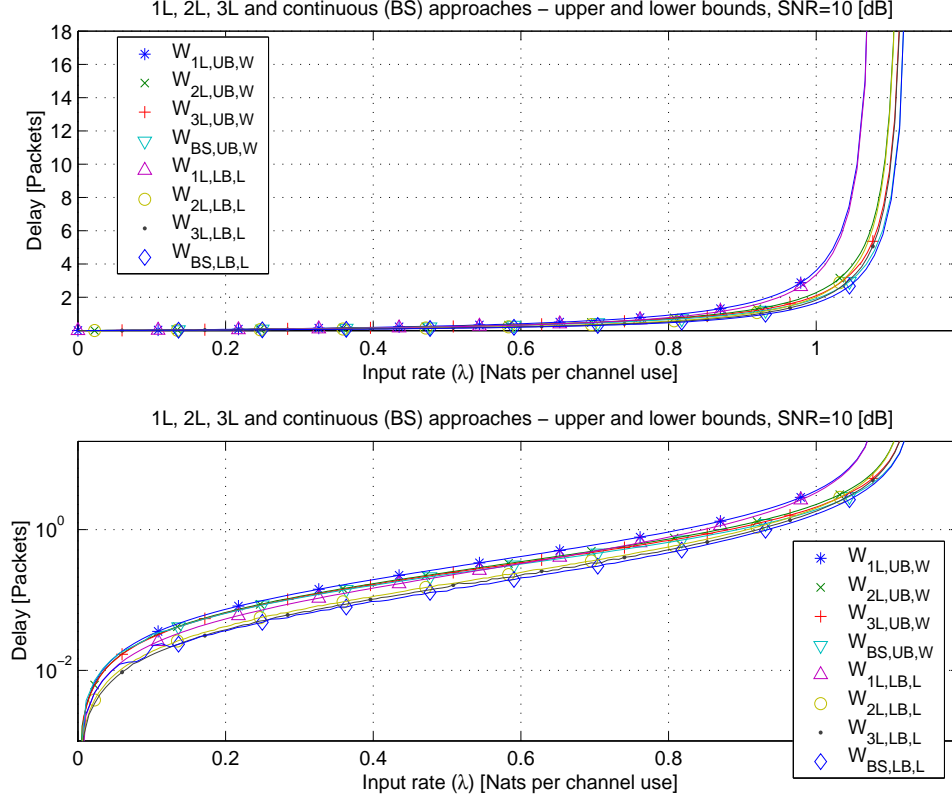 1L, 2L, 3L and continuous (BS) approaches − upper and lower bounds, SNR=10 [dB]
18
16
14
12
10
8
6
4
2
Delay [Packets]
W1L,UB,W
W2L,UB,W
W3L,UB,W
WBS,UB,W
W1L,LB,L
W2L,LB,L
W3L,LB,L
WBS,LB,L
0 0.2 0.4 0.6 0.8 1
Input rate (λ) [Nats per channel use]
1L, 2L, 3L and continuous (BS) approaches − upper and lower bounds, SNR=10 [dB]
10^0
10^−2
Delay [Packets]
W1L,UB,W
W2L,UB,W
W3L,UB,W
WBS,UB,W
W1L,LB,L
W2L,LB,L
W3L,LB,L
WBS,LB,L
0 0.2 0.4 0.6 0.8 1
Input rate (λ) [Nats per channel use]